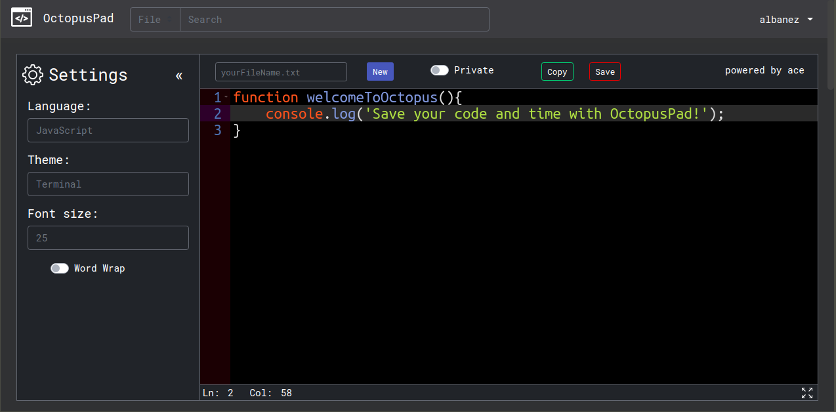 OctopusPad File Search albanez
Settings «
yourFileName.txt New Private Copy Save powered by ace
Language:
JavaScript
Theme:
Terminal
Font size:
25
Word Wrap
1 function welcomeToOctopus(){
2     console.log('Save your code and time with OctopusPad!');
3 }
Ln: 2 Col: 58